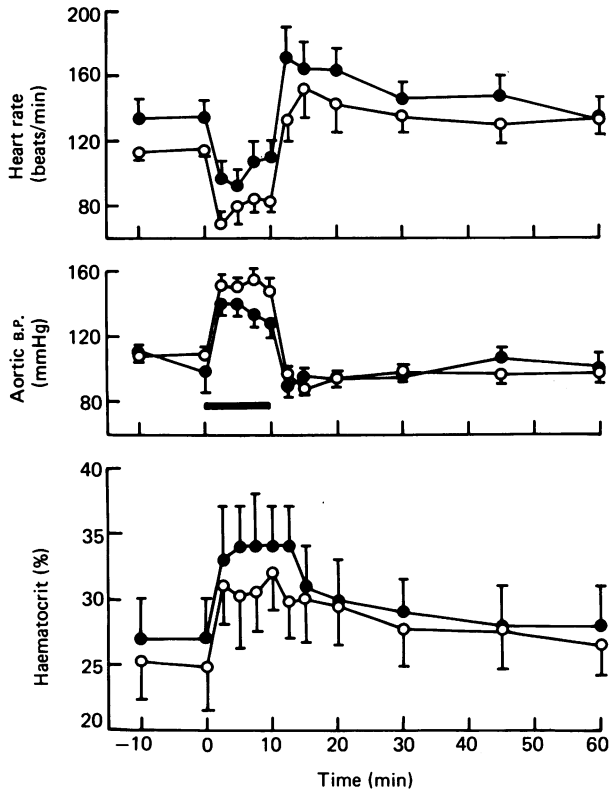 200
160
120
80
Heart rate
(beats/min)
160
120
80
Aortic B.P.
(mmHg)
40
35
30
25
20
Haematocrit (%)
−10 0 10 20 30 40 50 60
Time (min)